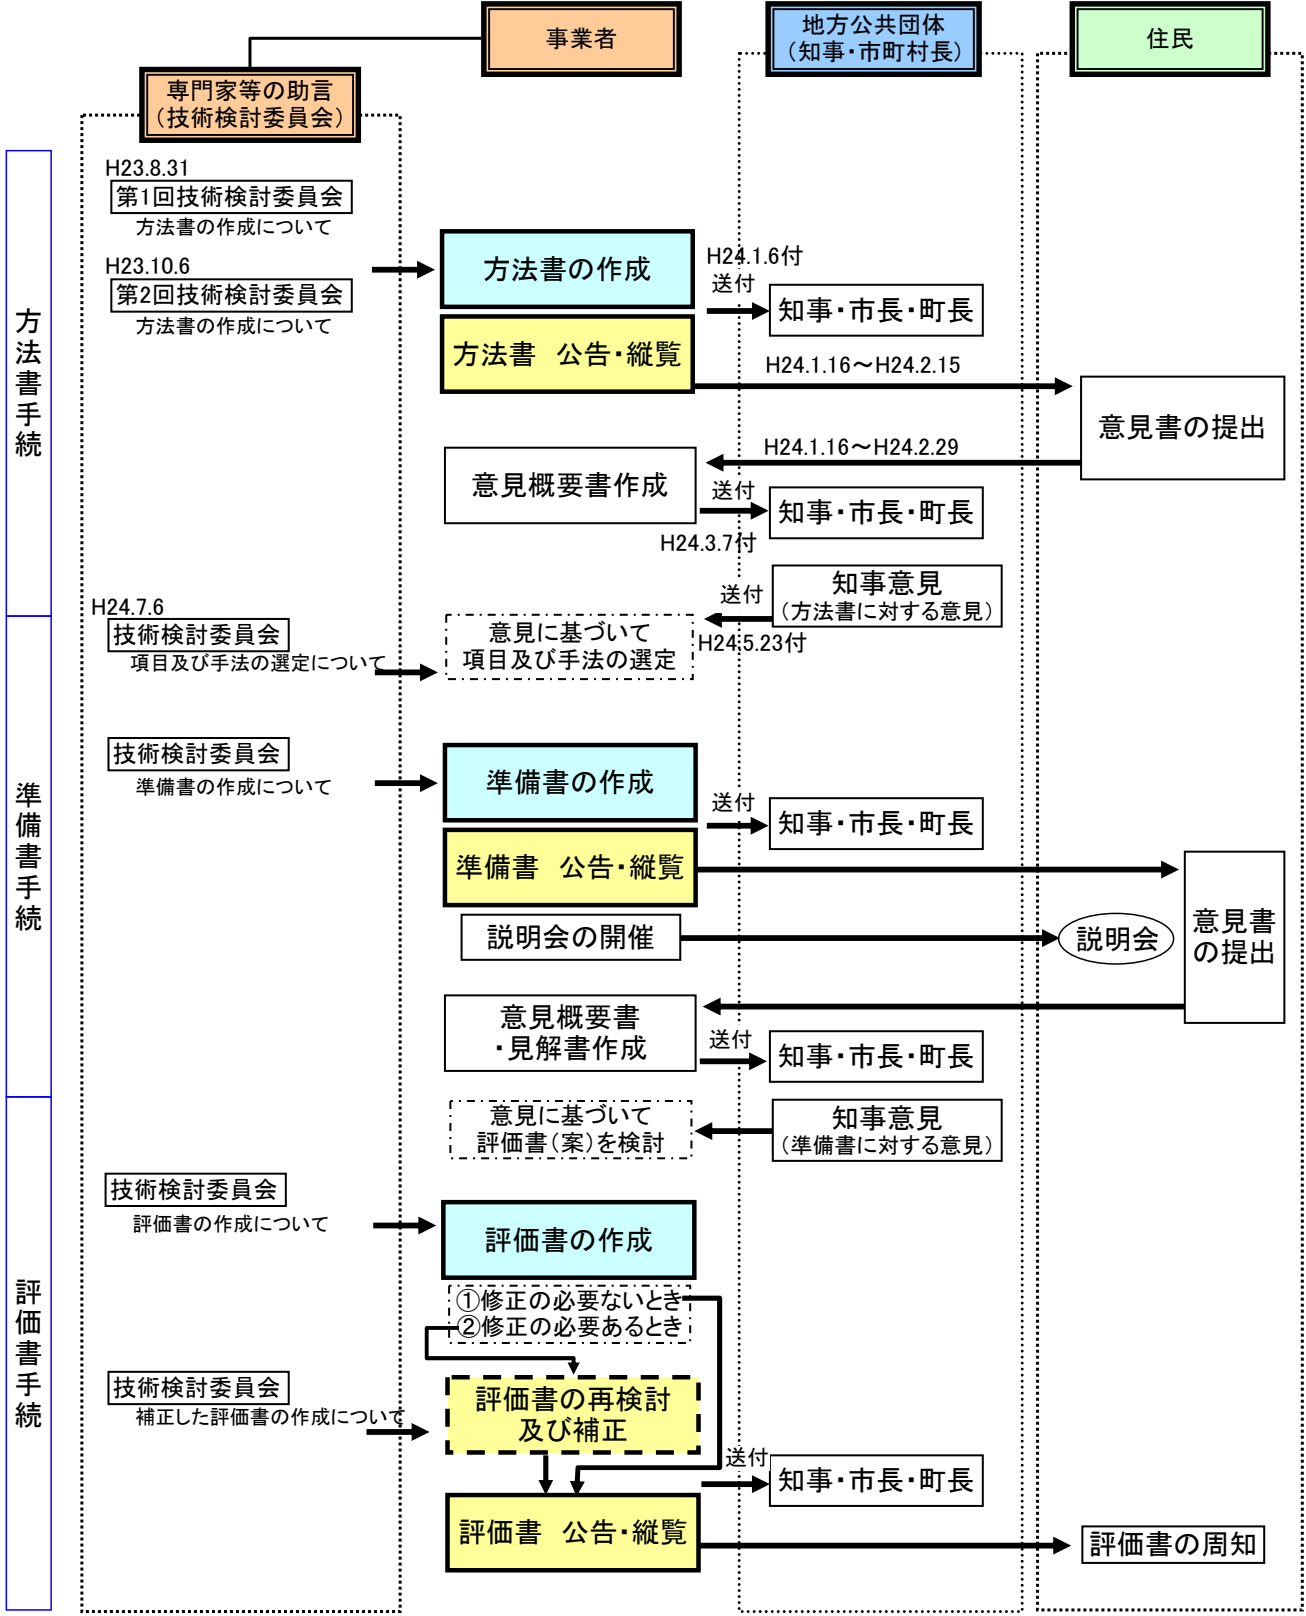 事業者
地方公共団体
（知事・市町村長）
住民
専門家等の助言
（技術検討委員会）
方法書手続
H23.8.31
第1回技術検討委員会
方法書の作成について
H23.10.6
第2回技術検討委員会
方法書の作成について
方法書の作成
H24.1.6付
送付
知事・市長・町長
方法書　公告・縦覧
H24.1.16～H24.2.15
意見書の提出
H24.1.16～H24.2.29
意見概要書作成
送付
知事・市長・町長
H24.3.7付
知事意見
（方法書に対する意見）
送付
H24.5.23付
準備書手続
H24.7.6
技術検討委員会
項目及び手法の選定について
意見に基づいて
項目及び手法の選定
技術検討委員会
準備書の作成について
準備書の作成
送付
知事・市長・町長
準備書　公告・縦覧
意見書
の提出
説明会の開催
説明会
意見概要書
・見解書作成
送付
知事・市長・町長
評価書手続
意見に基づいて
評価書（案）を検討
知事意見
（準備書に対する意見）
技術検討委員会
評価書の作成について
評価書の作成
①修正の必要ないとき
②修正の必要あるとき
技術検討委員会
補正した評価書の作成について
評価書の再検討
及び補正
送付
知事・市長・町長
評価書　公告・縦覧
評価書の周知